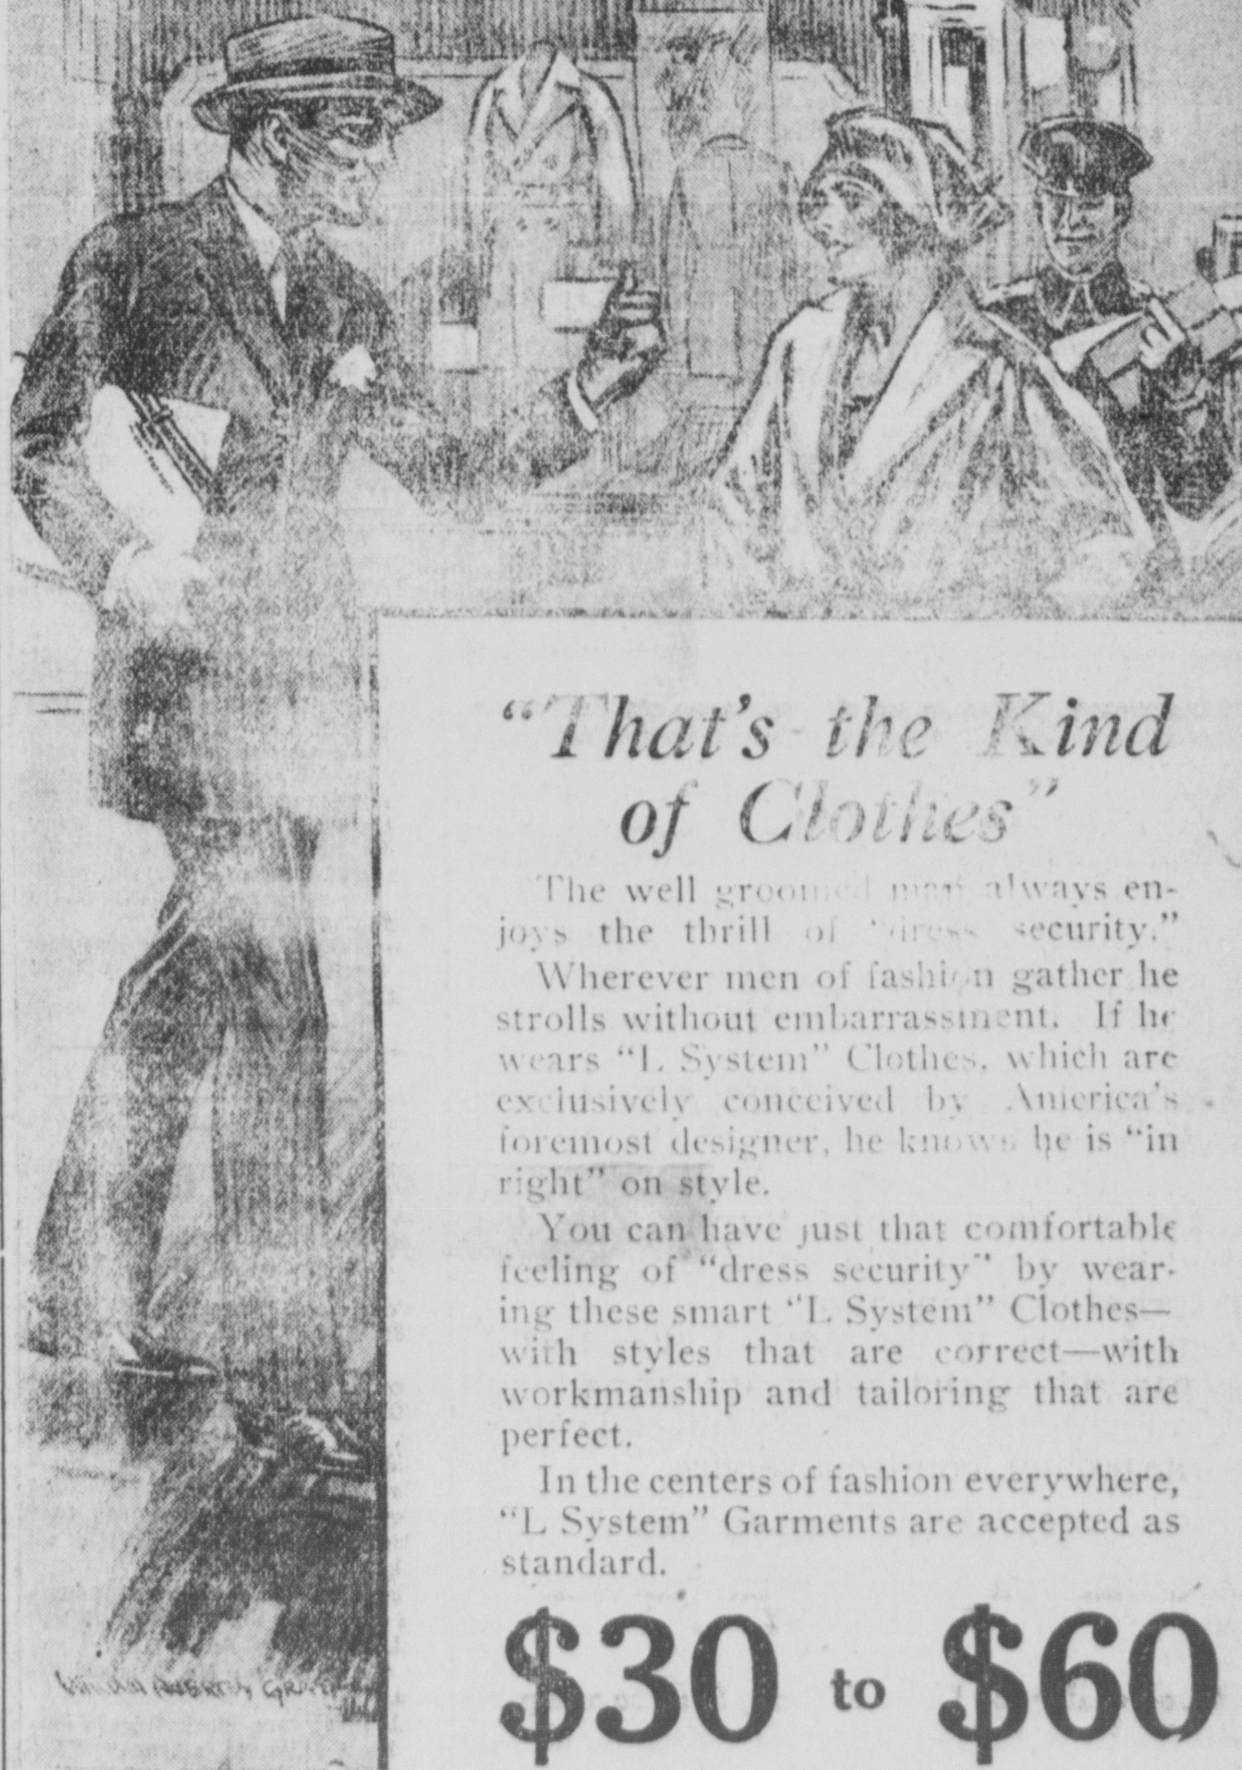 “That’s the Kind
of Clothes”
The well groomed man always en-
joys the thrill of “dress security.”
Wherever men of fashion gather he
strolls without embarrassment. If he
wears “L System” Clothes, which are
exclusively conceived by America’s
foremost designer, he knows he is “in
right” on style.
You can have just that comfortable
feeling of “dress security” by wear-
ing these smart “L System” Clothes—
with styles that are correct—with
workmanship and tailoring that are
perfect.
In the centers of fashion everywhere,
“L System” Garments are accepted as
standard.
$30 to $60